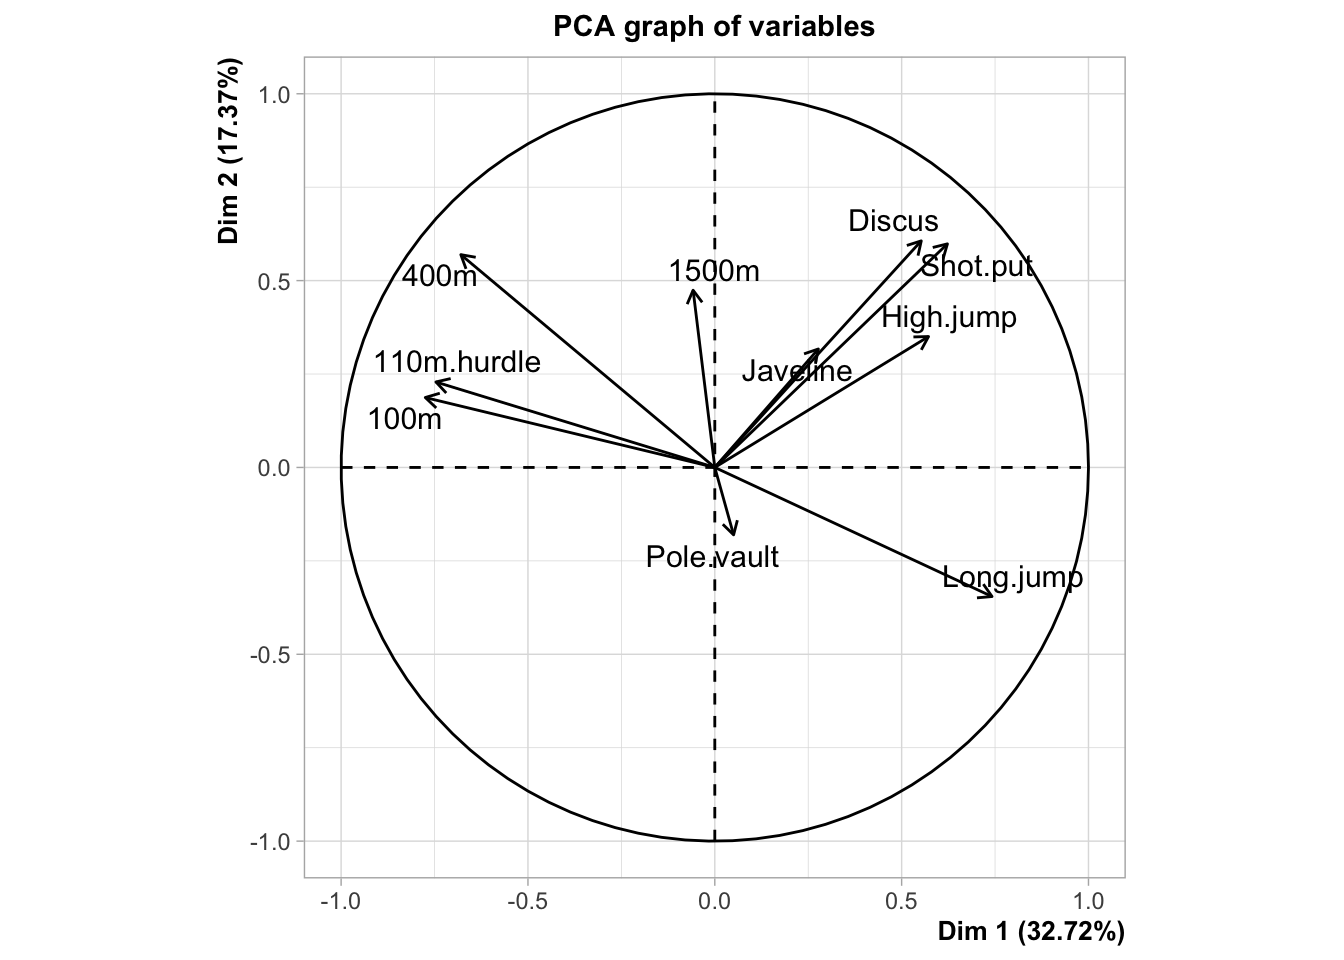 PCA graph of variables
Dim 2 (17.37%)
1.0
0.5
0.0
-0.5
-1.0
Discus
Shot.put
400m
1500m
High.jump
110m.hurdle
Javeline
100m
Pole.vault
Long.jump
-1.0
-0.5
0.0
0.5
1.0
Dim 1 (32.72%)